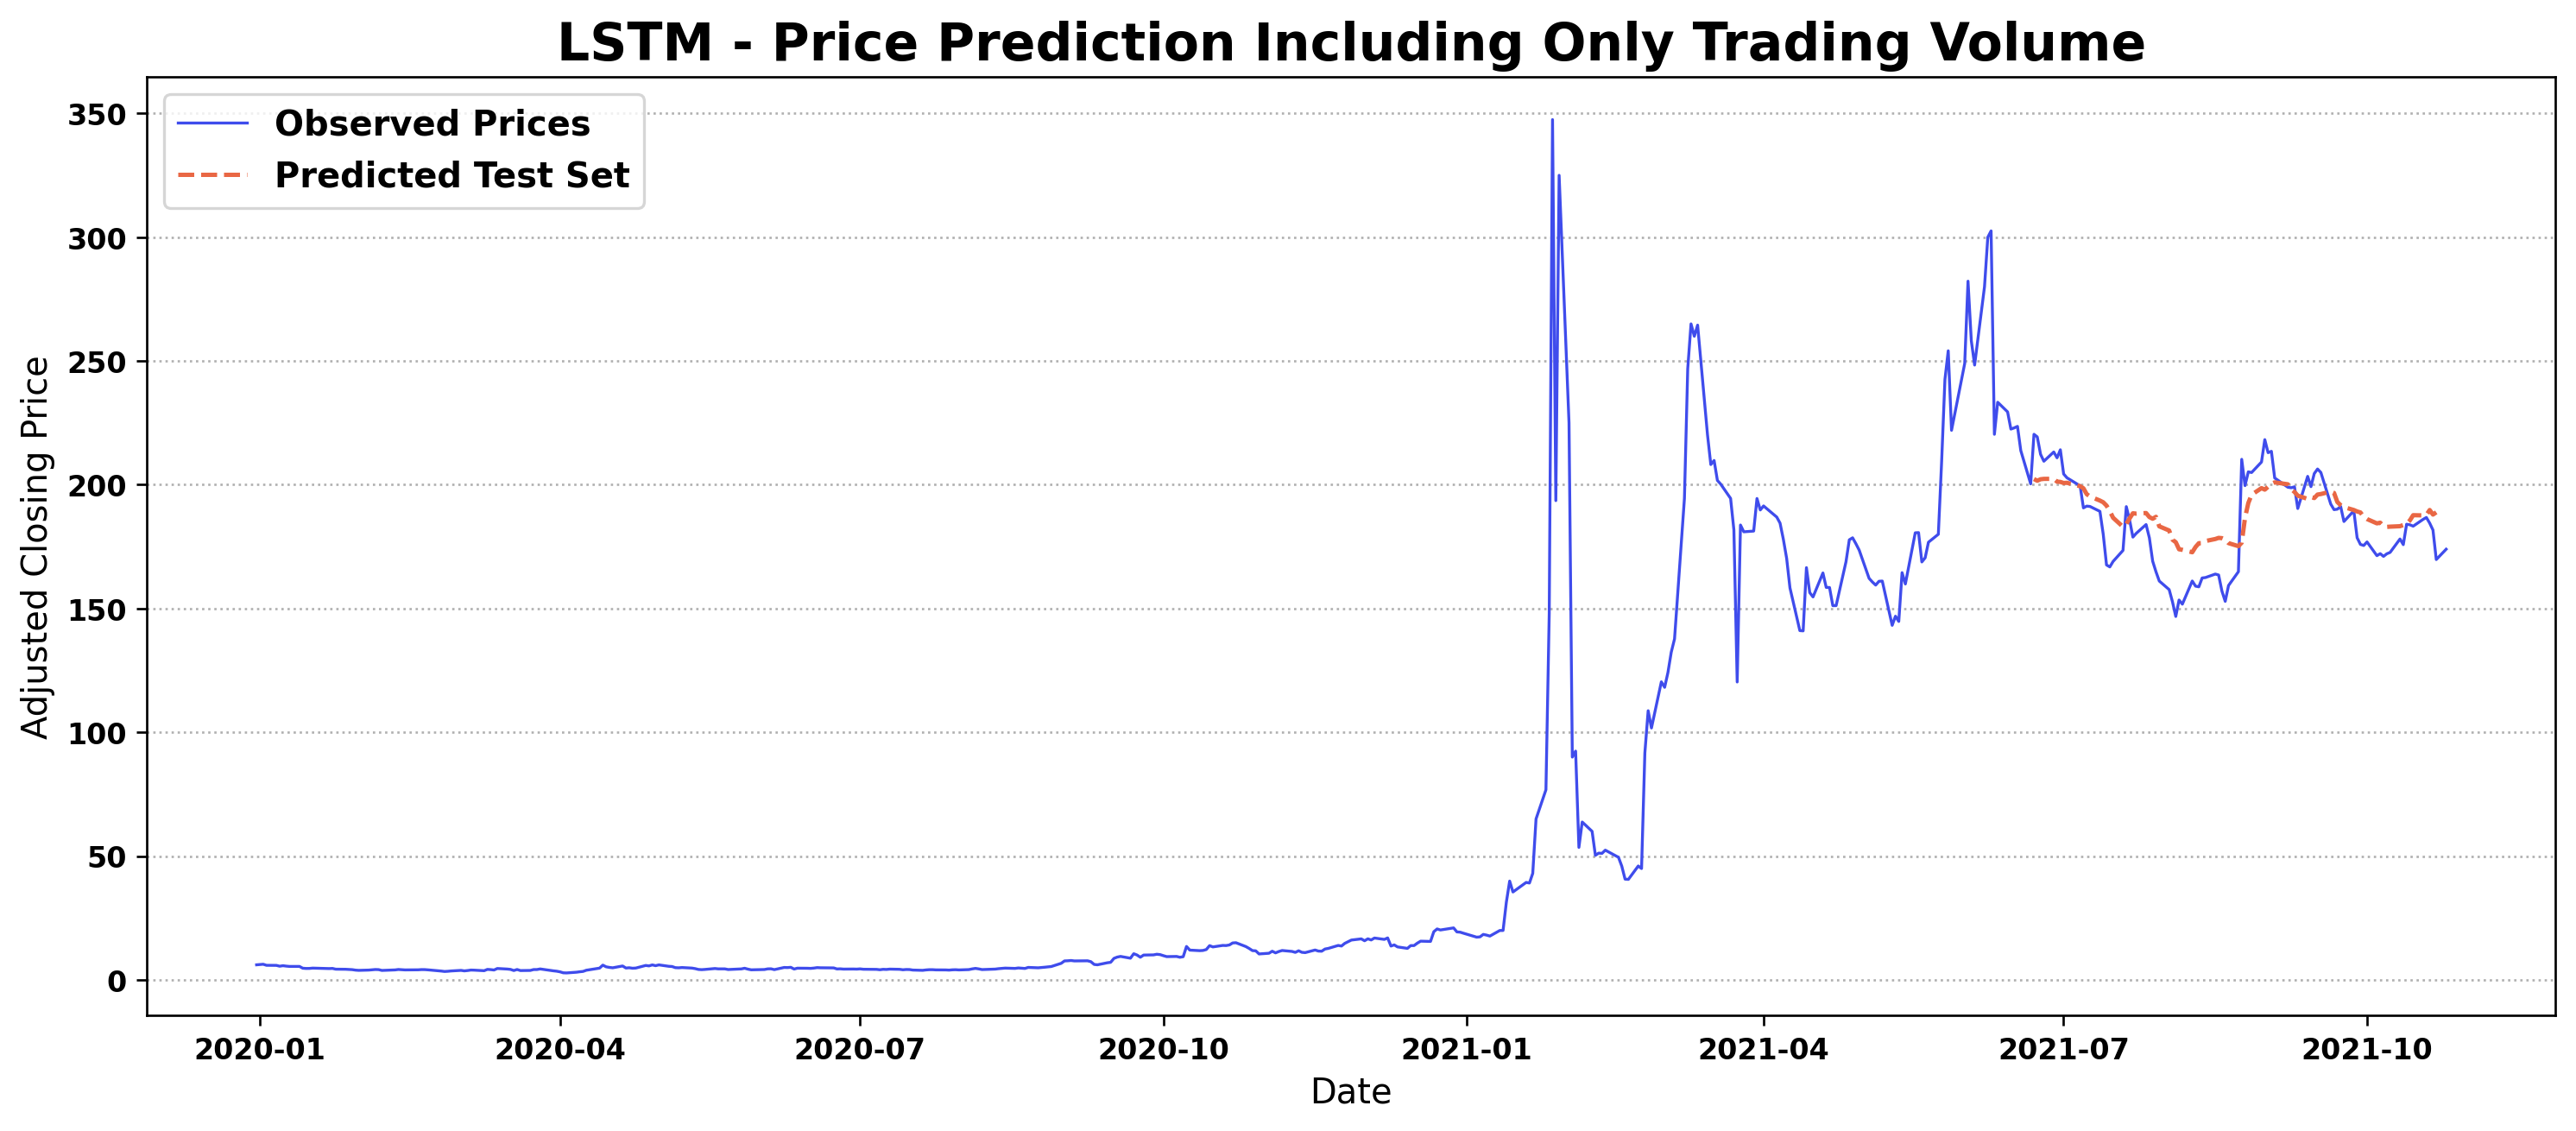 LSTM - Price Prediction Including Only Trading Volume
Observed Prices
Predicted Test Set
Adjusted Closing Price
350
300
250
200
150
100
50
0
2020-01 2020-04 2020-07 2020-10 2021-01 2021-04 2021-07 2021-10
Date